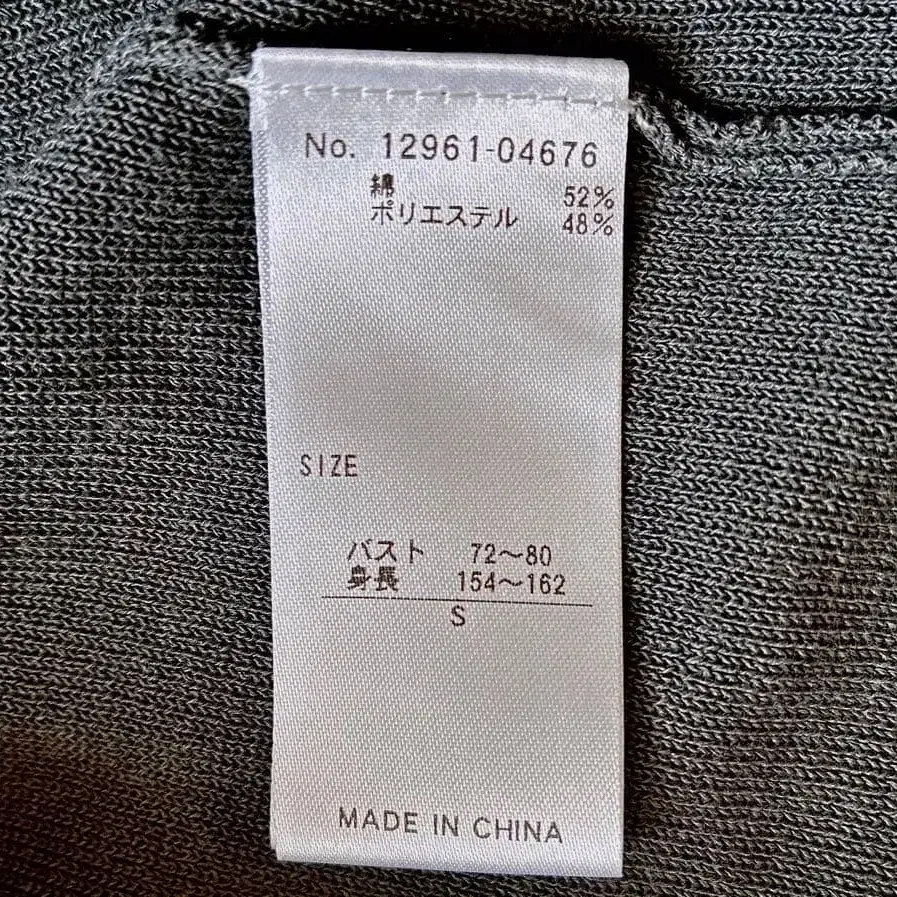 No. 12961-04676
綿 52%
ポリエステル 48%
SIZE
バスト 72～80
身長 154～162
S
MADE IN CHINA